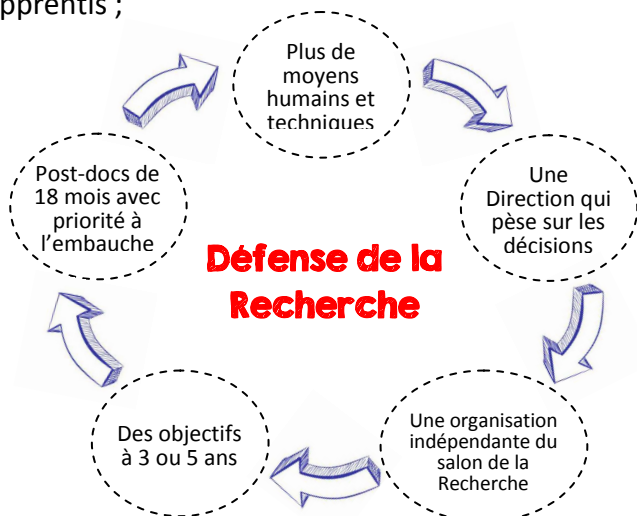 pprentis ;
Plus de
moyens
humains et
techniques
Une
Direction qui
pèse sur les
décisions
Une organisation
indépendante du
salon de la
Recherche
Des objectifs
à 3 ou 5 ans
Post-docs de
18 mois avec
priorité à
l’embauche
Défense de la
Recherche